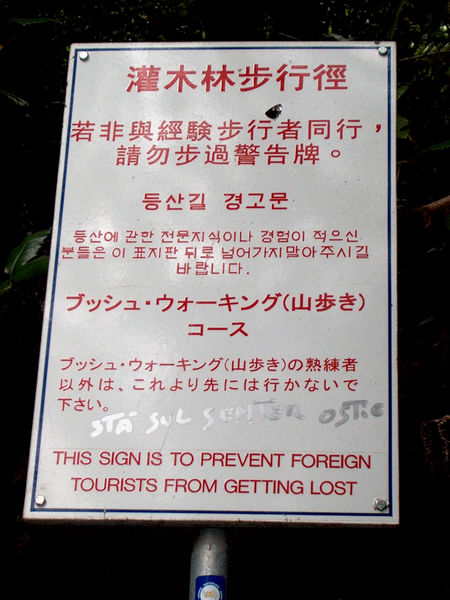 灌木林步行徑
若非與經驗步行者同行，
請勿步過警告牌。
등산길 경고문
등산에 관한 전문지식이나 경험이 적으신
분들은 이 표지판 뒤로 넘어가지말아주시길
바랍니다.
ブッシュ・ウォーキング(山歩き)
コース
ブッシュ・ウォーキング(山歩き)の熟練者
以外は、これより先には行かないで
下さい。
STÀ SUL SENTIER OSTIE
THIS SIGN IS TO PREVENT FOREIGN
TOURISTS FROM GETTING LOST